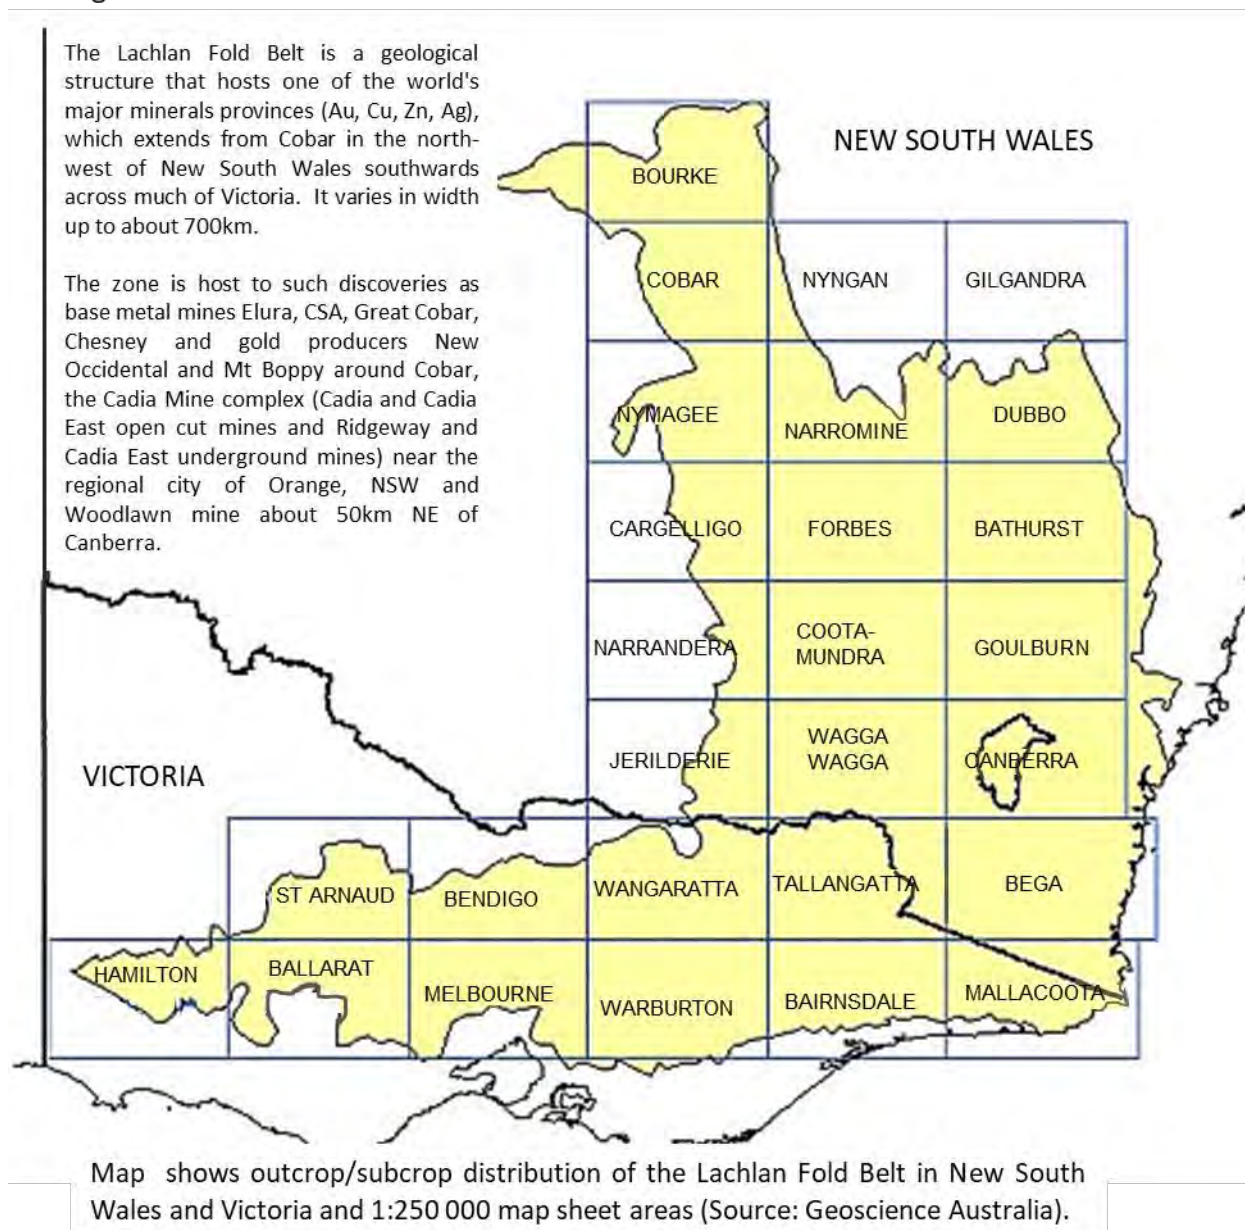 The Lachlan Fold Belt is a geological
structure that hosts one of the world's
major minerals provinces (Au, Cu, Zn, Ag),
which extends from Cobar in the north-
west of New South Wales southwards
across much of Victoria. It varies in width
up to about 700km.
The zone is host to such discoveries as
base metal mines Elura, CSA, Great Cobar,
Chesney and gold producers New
Occidental and Mt Boppy around Cobar,
the Cadia Mine complex (Cadia and Cadia
East open cut mines and Ridgeway and
Cadia East underground mines) near the
regional city of Orange, NSW and
Woodlawn mine about 50km NE of
Canberra.
NEW SOUTH WALES
BOURKE
COBAR
NYNGAN
GILGANDRA
NYMAGEE
NARROMINE
DUBBO
CARGELLIGO
FORBES
BATHURST
NARRANDERA
COOTA-
MUNDRA
GOULBURN
JERILDERIE
WAGGA
WAGGA
CANBERRA
VICTORIA
ST ARNAUD
BENDIGO
WANGARATTA
TALLANGATTA
BEGA
HAMILTON
BALLARAT
MELBOURNE
WARBURTON
BAIRNSDALE
MALLACOOTA
Map shows outcrop/subcrop distribution of the Lachlan Fold Belt in New South
Wales and Victoria and 1:250 000 map sheet areas (Source: Geoscience Australia).